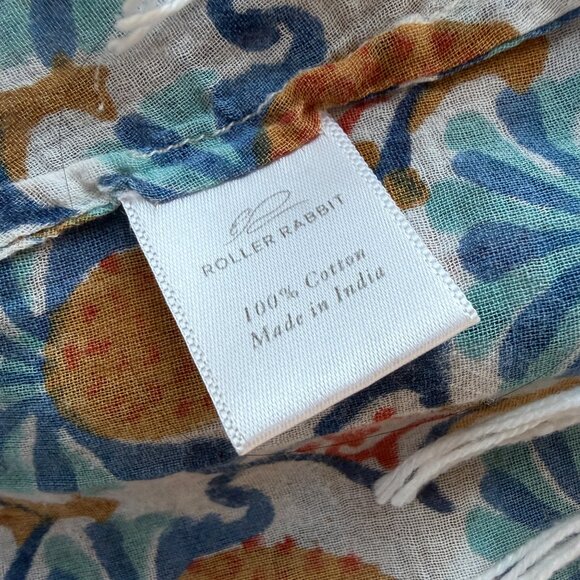 ROLLER RABBIT
100% Cotton
Made in India